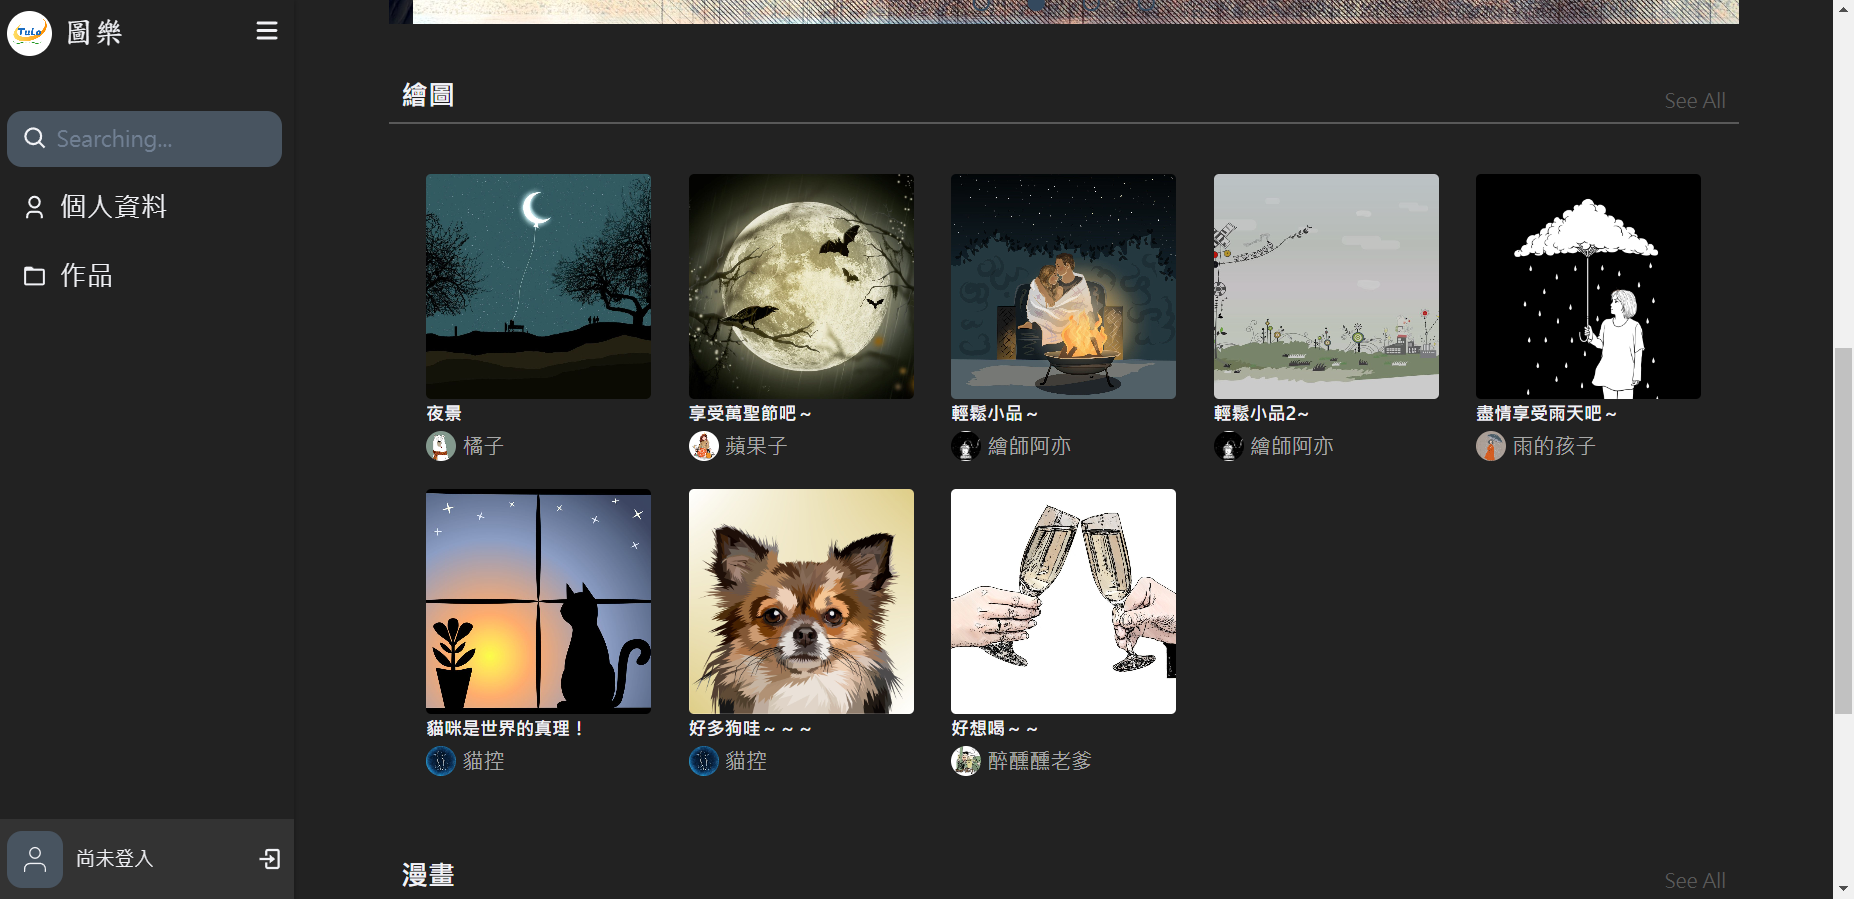 TuLo 圖樂
Searching...
個人資料
作品
尚未登入
繪圖
See All
夜景
橘子
享受萬聖節吧～
蘋果子
輕鬆小品～
繪師阿亦
輕鬆小品2~
繪師阿亦
盡情享受雨天吧～
雨的孩子
貓咪是世界的真理！
貓控
好多狗哇～～～
貓控
好想喝～～
醉醺醺老爹
漫畫
See All